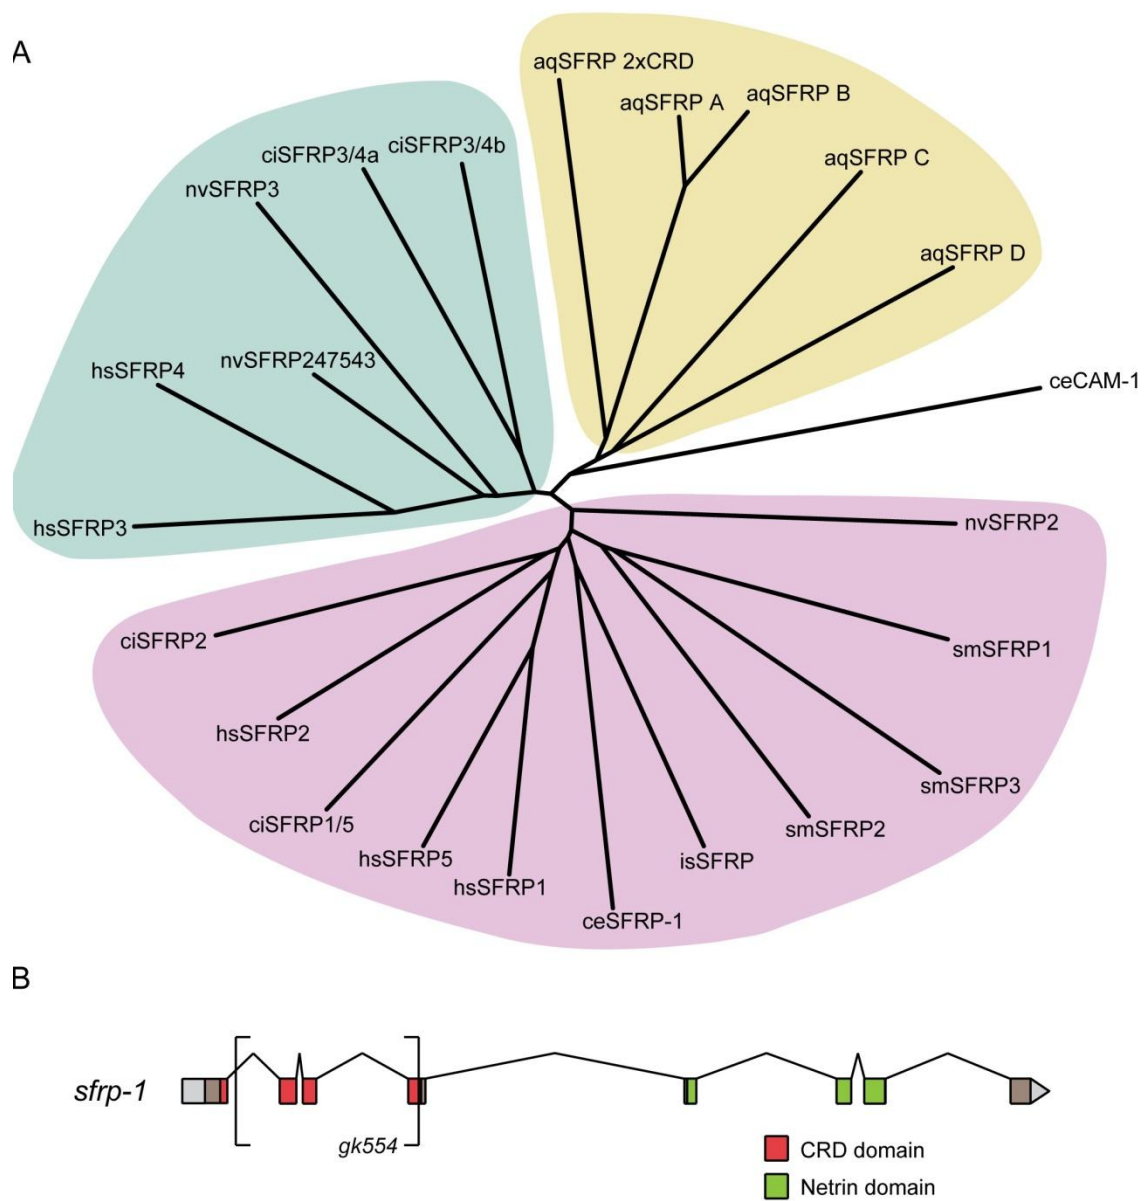 A
aqSFRP 2xCRD
aqSFRP A
aqSFRP B
ciSFRP3/4a
ciSFRP3/4b
aqSFRP C
nvSFRP3
aqSFRP D
hsSFRP4
nvSFRP247543
ceCAM-1
hsSFRP3
nvSFRP2
ciSFRP2
smSFRP1
hsSFRP2
smSFRP3
ciSFRP1/5
smSFRP2
hsSFRP5
isSFRP
hsSFRP1
ceSFRP-1
B
sfrp-1
gk554
CRD domain
Netrin domain